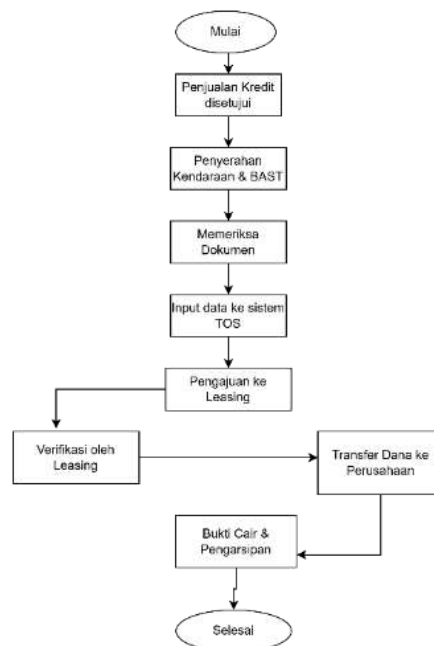 Mulai
Penjualan Kredit
disetujui
Penyerahan
Kendaraan & BAST
Memeriksa
Dokumen
Input data ke sistem
TOS
Pengajuan ke
Leasing
Verifikasi oleh
Leasing
Transfer Dana ke
Perusahaan
Bukti Cair &
Pengarsipan
Selesai